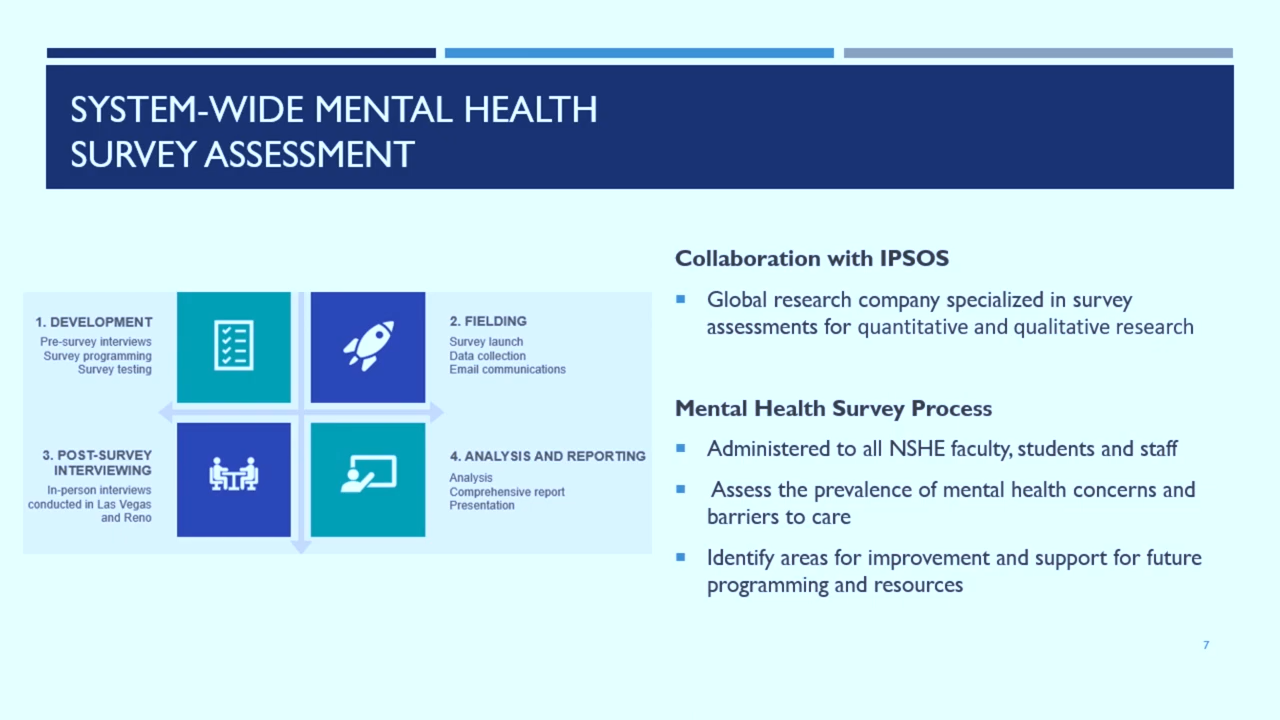 SYSTEM-WIDE MENTAL HEALTH
SURVEY ASSESSMENT
1. DEVELOPMENT
Pre-survey interviews
Survey programming
Survey testing
2. FIELDING
Survey launch
Data collection
Email communications
3. POST-SURVEY
INTERVIEWING
In-person interviews
conducted in Las Vegas
and Reno
4. ANALYSIS AND REPORTING
Analysis
Comprehensive report
Presentation
Collaboration with IPSOS
Global research company specialized in survey
assessments for quantitative and qualitative research
Mental Health Survey Process
Administered to all NSHE faculty, students and staff
Assess the prevalence of mental health concerns and
barriers to care
Identify areas for improvement and support for future
programming and resources
7